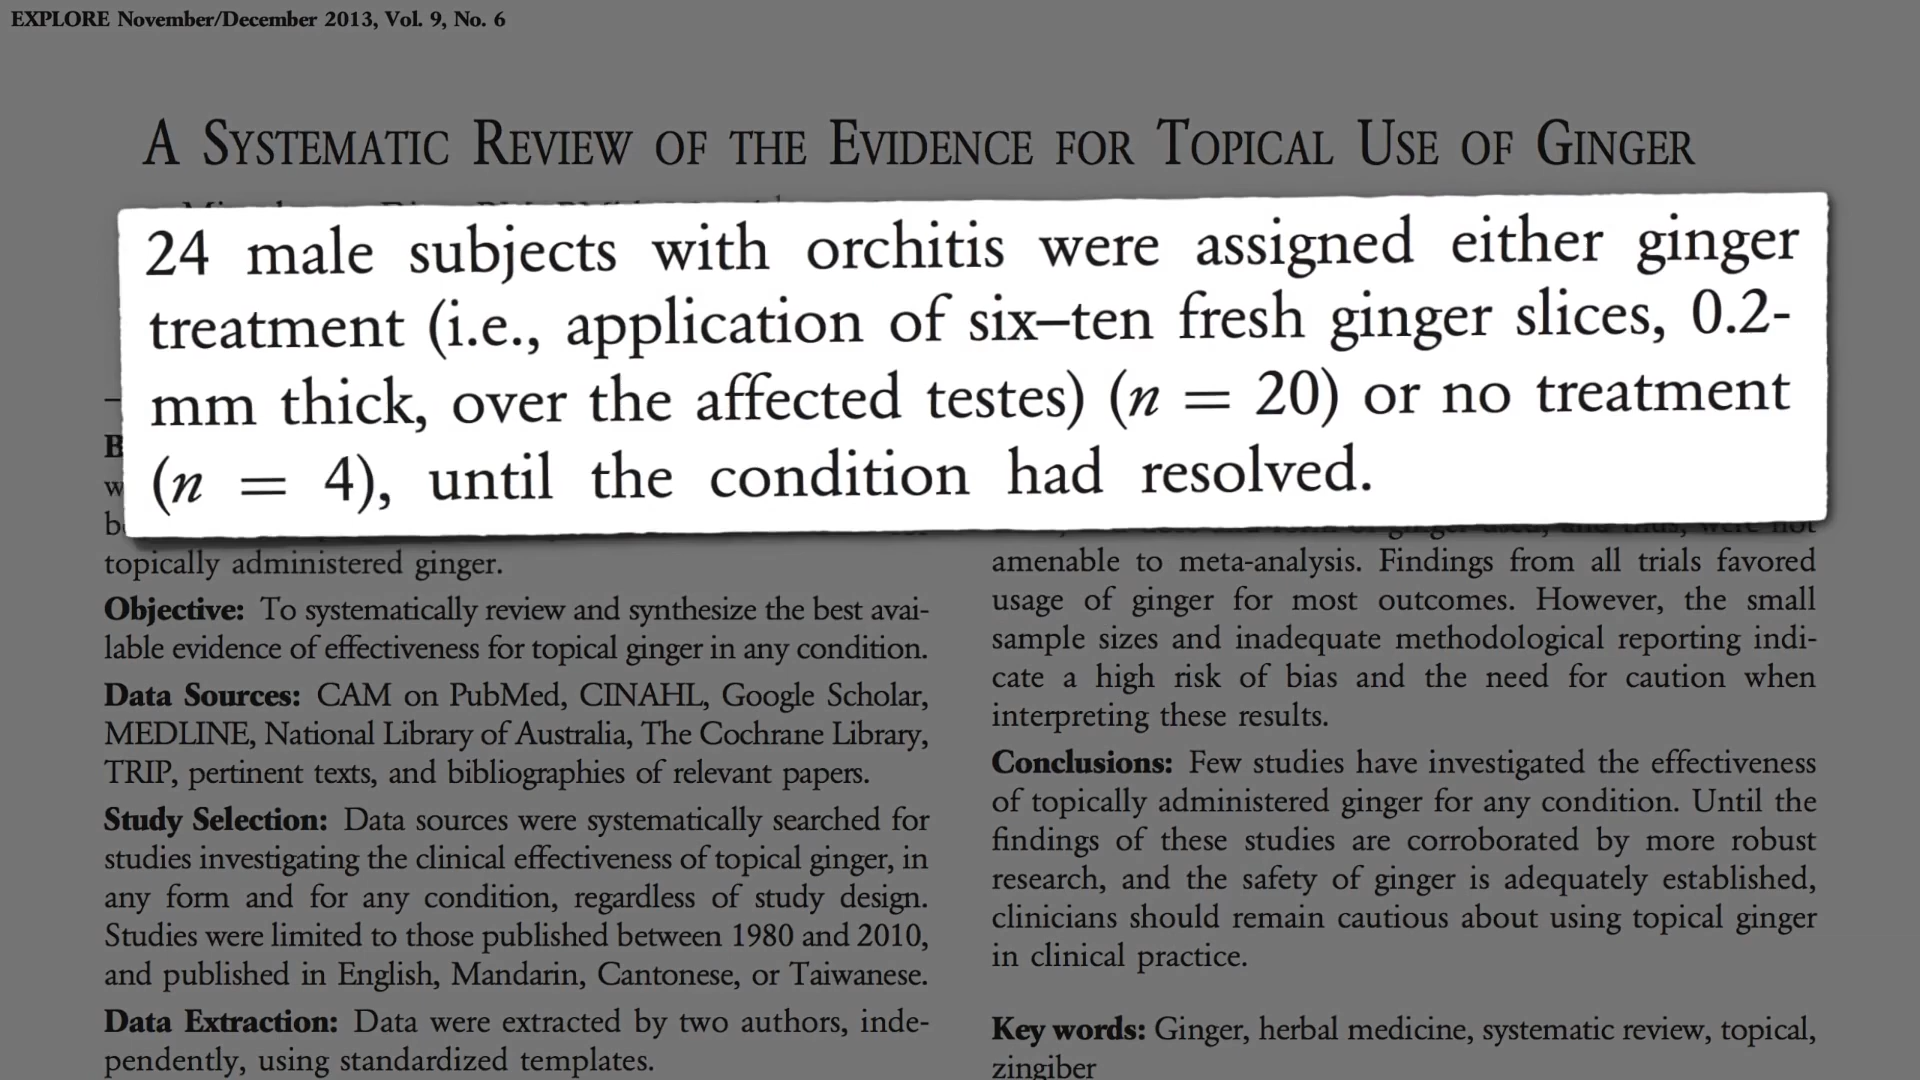 EXPLORE November/December 2013, Vol. 9, No. 6
A SYSTEMATIC REVIEW OF THE EVIDENCE FOR TOPICAL USE OF GINGER
24 male subjects with orchitis were assigned either ginger
treatment (i.e., application of six–ten fresh ginger slices, 0.2-
mm thick, over the affected testes) (n = 20) or no treatment
(n = 4), until the condition had resolved.
topically administered ginger.
Objective: To systematically review and synthesize the best avai-
lable evidence of effectiveness for topical ginger in any condition.
Data Sources: CAM on PubMed, CINAHL, Google Scholar,
MEDLINE, National Library of Australia, The Cochrane Library,
TRIP, pertinent texts, and bibliographies of relevant papers.
Study Selection: Data sources were systematically searched for
studies investigating the clinical effectiveness of topical ginger, in
any form and for any condition, regardless of study design.
Studies were limited to those published between 1980 and 2010,
and published in English, Mandarin, Cantonese, or Taiwanese.
Data Extraction: Data were extracted by two authors, inde-
pendently, using standardized templates.
amenable to meta-analysis. Findings from all trials favored
usage of ginger for most outcomes. However, the small
sample sizes and inadequate methodological reporting indi-
cate a high risk of bias and the need for caution when
interpreting these results.
Conclusions: Few studies have investigated the effectiveness
of topically administered ginger for any condition. Until the
findings of these studies are corroborated by more robust
research, and the safety of ginger is adequately established,
clinicians should remain cautious about using topical ginger
in clinical practice.
Key words: Ginger, herbal medicine, systematic review, topical,
zingiber